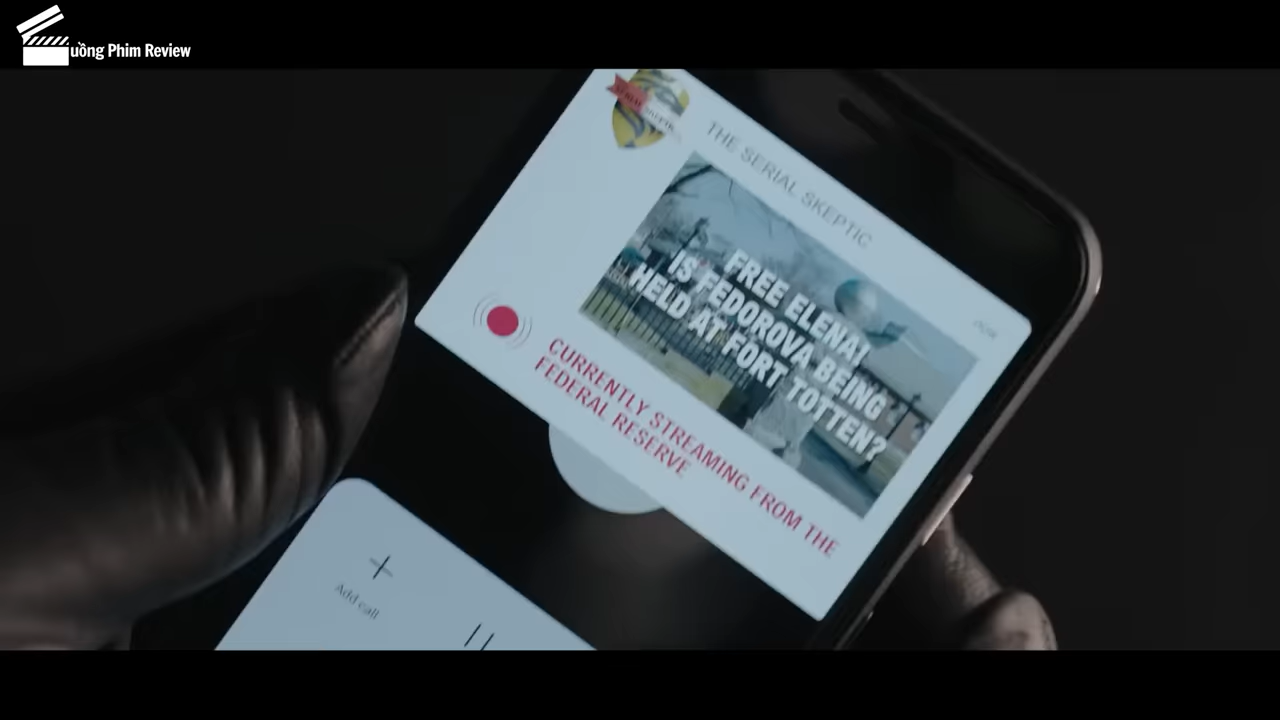 uồng Phim Review
THE SERIAL SKEPTIC
FREE ELENA!
IS FEDOROVA BEING
HELD AT FORT TOTTEN?
CURRENTLY STREAMING FROM THE
FEDERAL RESERVE
Add call